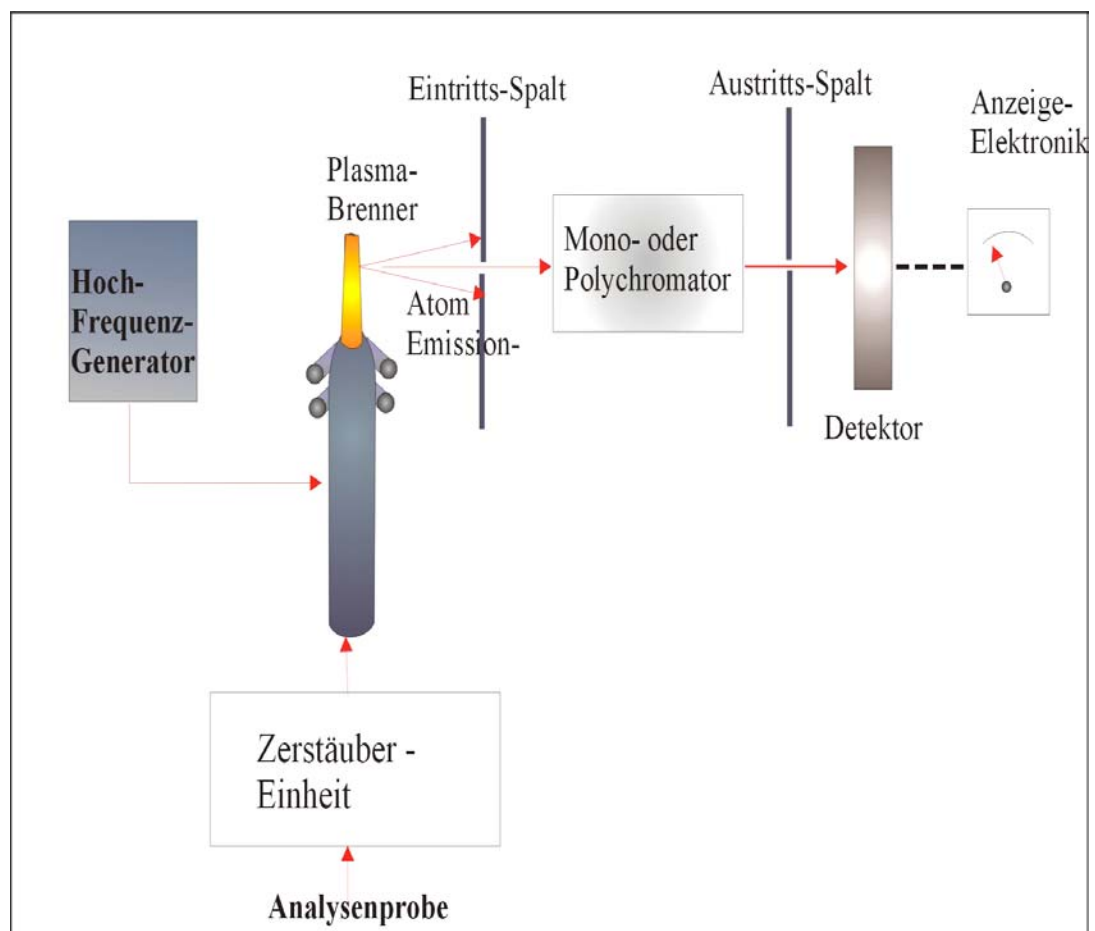 Eintritts-Spalt
Austritts-Spalt
Anzeige-
Elektronik
Plasma-
Brenner
Hoch-
Frequenz-
Generator
Atom
Emission-
Mono- oder
Polychromator
Detektor
Zerstäuber -
Einheit
Analysenprobe